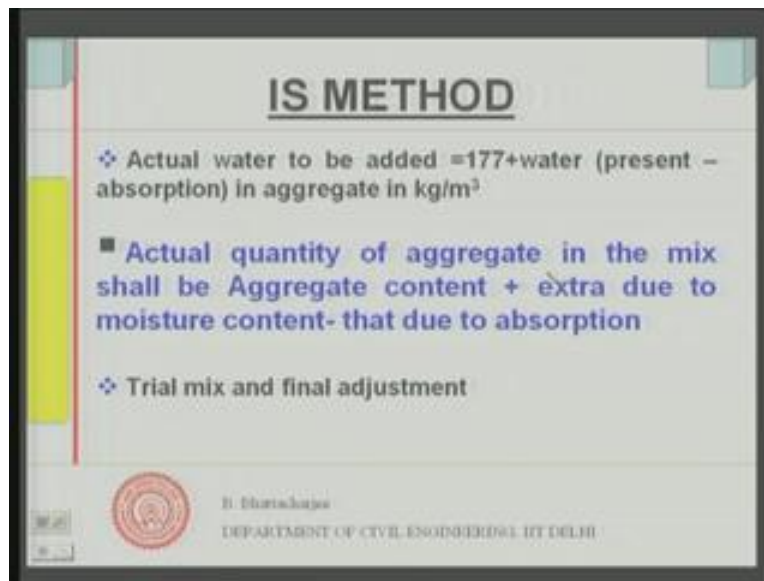 IS METHOD
❖ Actual water to be added =177+water (present –
absorption) in aggregate in kg/m³
■ Actual quantity of aggregate in the mix
shall be Aggregate content + extra due to
moisture content- that due to absorption
❖ Trial mix and final adjustment
B. Bhattacharjee
DEPARTMENT OF CIVIL ENGINEERING, IIT DELHI